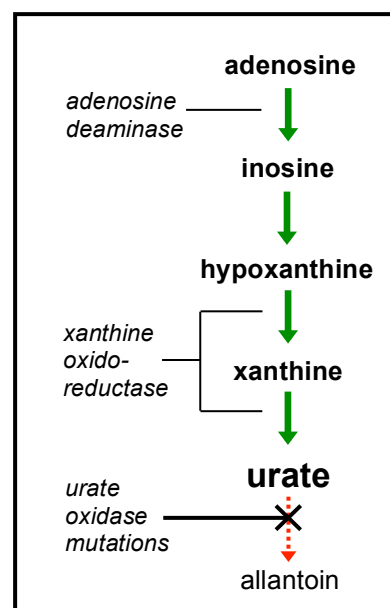 adenosine
adenosine
deaminase
inosine
hypoxanthine
xanthine
oxido-
reductase
xanthine
urate
urate
oxidase
mutations
allantoin